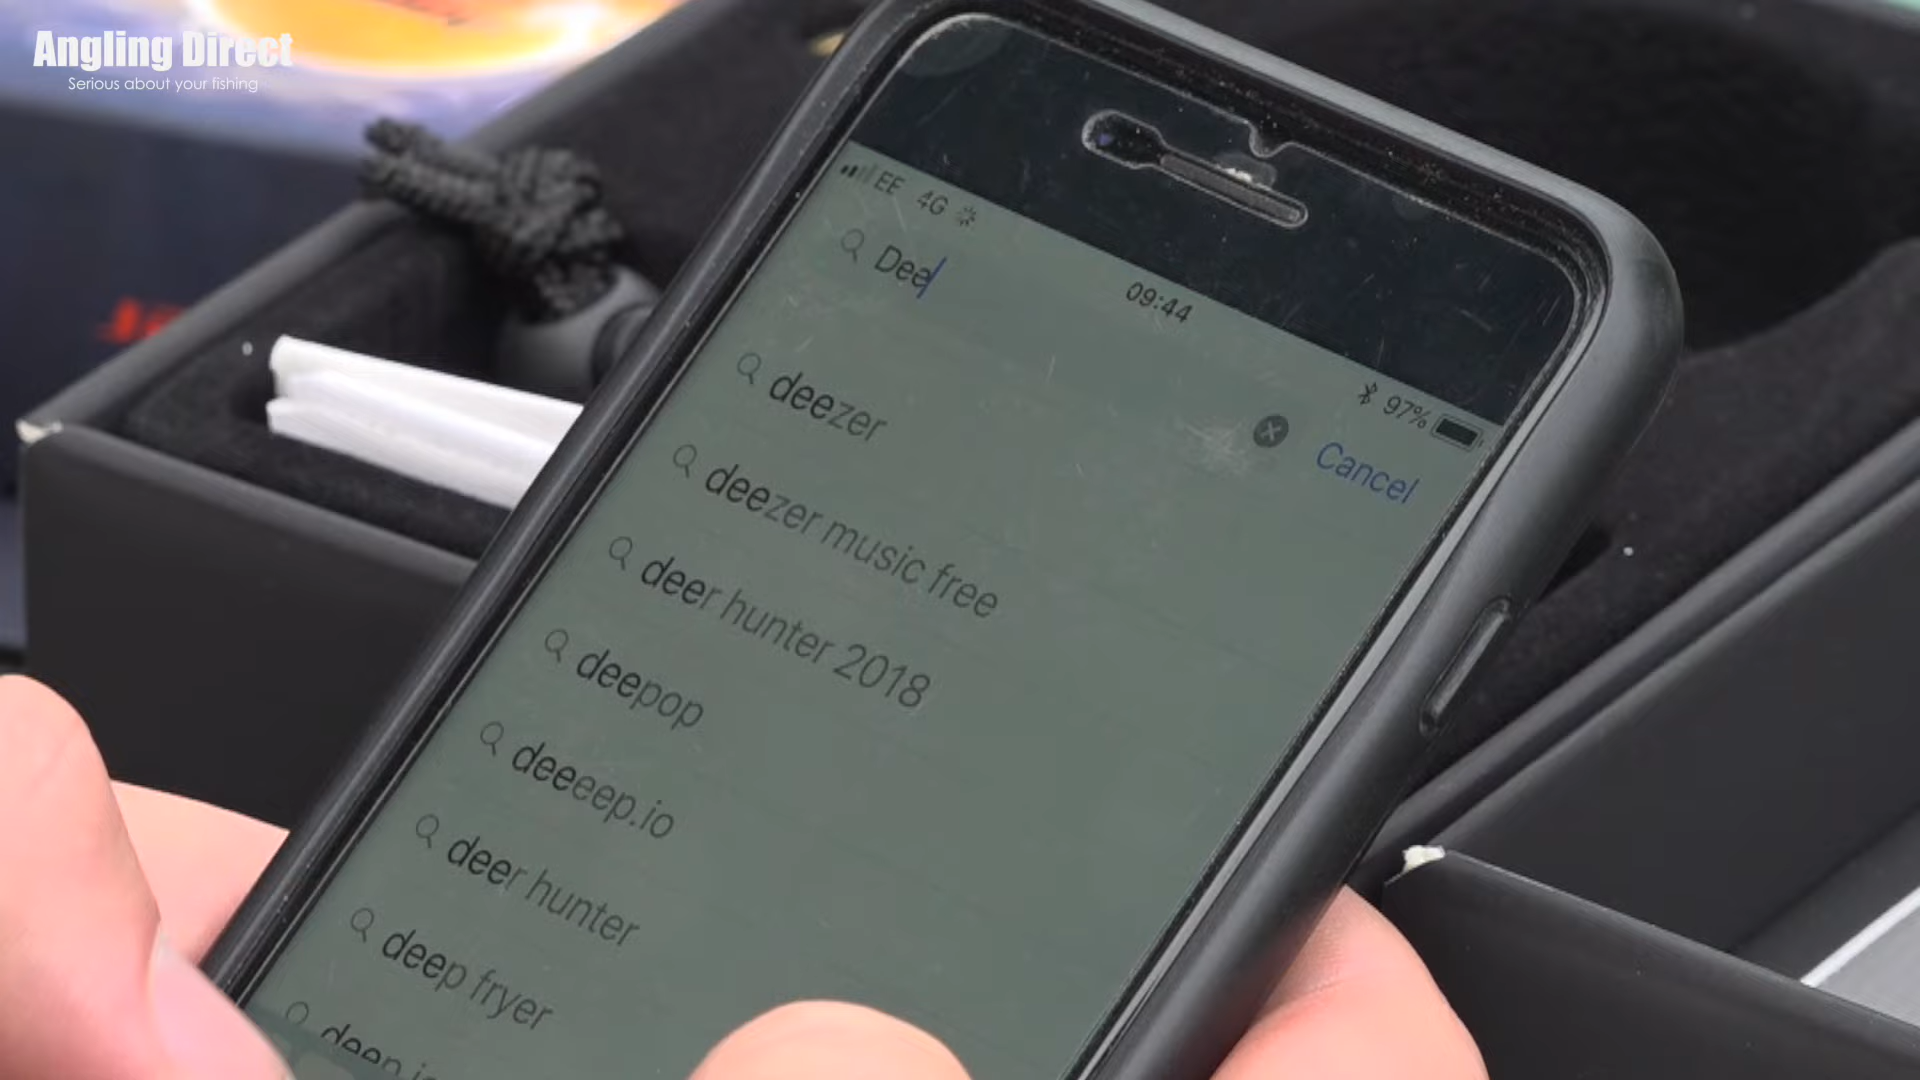 Angling Direct
Serious about your fishing
EE 4G
09:44
97%
Dee
Cancel
deezer
deezer music free
deer hunter 2018
deepop
deeeep.io
deer hunter
deep fryer